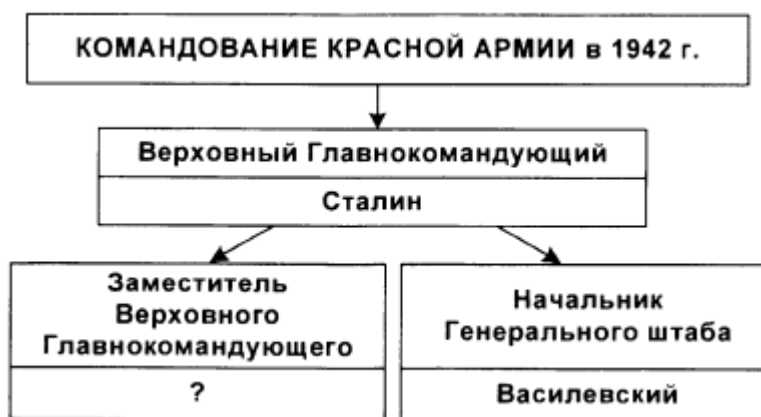 КОМАНДОВАНИЕ КРАСНОЙ АРМИИ в 1942 г.
Верховный Главнокомандующий
Сталин
Заместитель
Верховного
Главнокомандующего
?
Начальник
Генерального штаба
Василевский